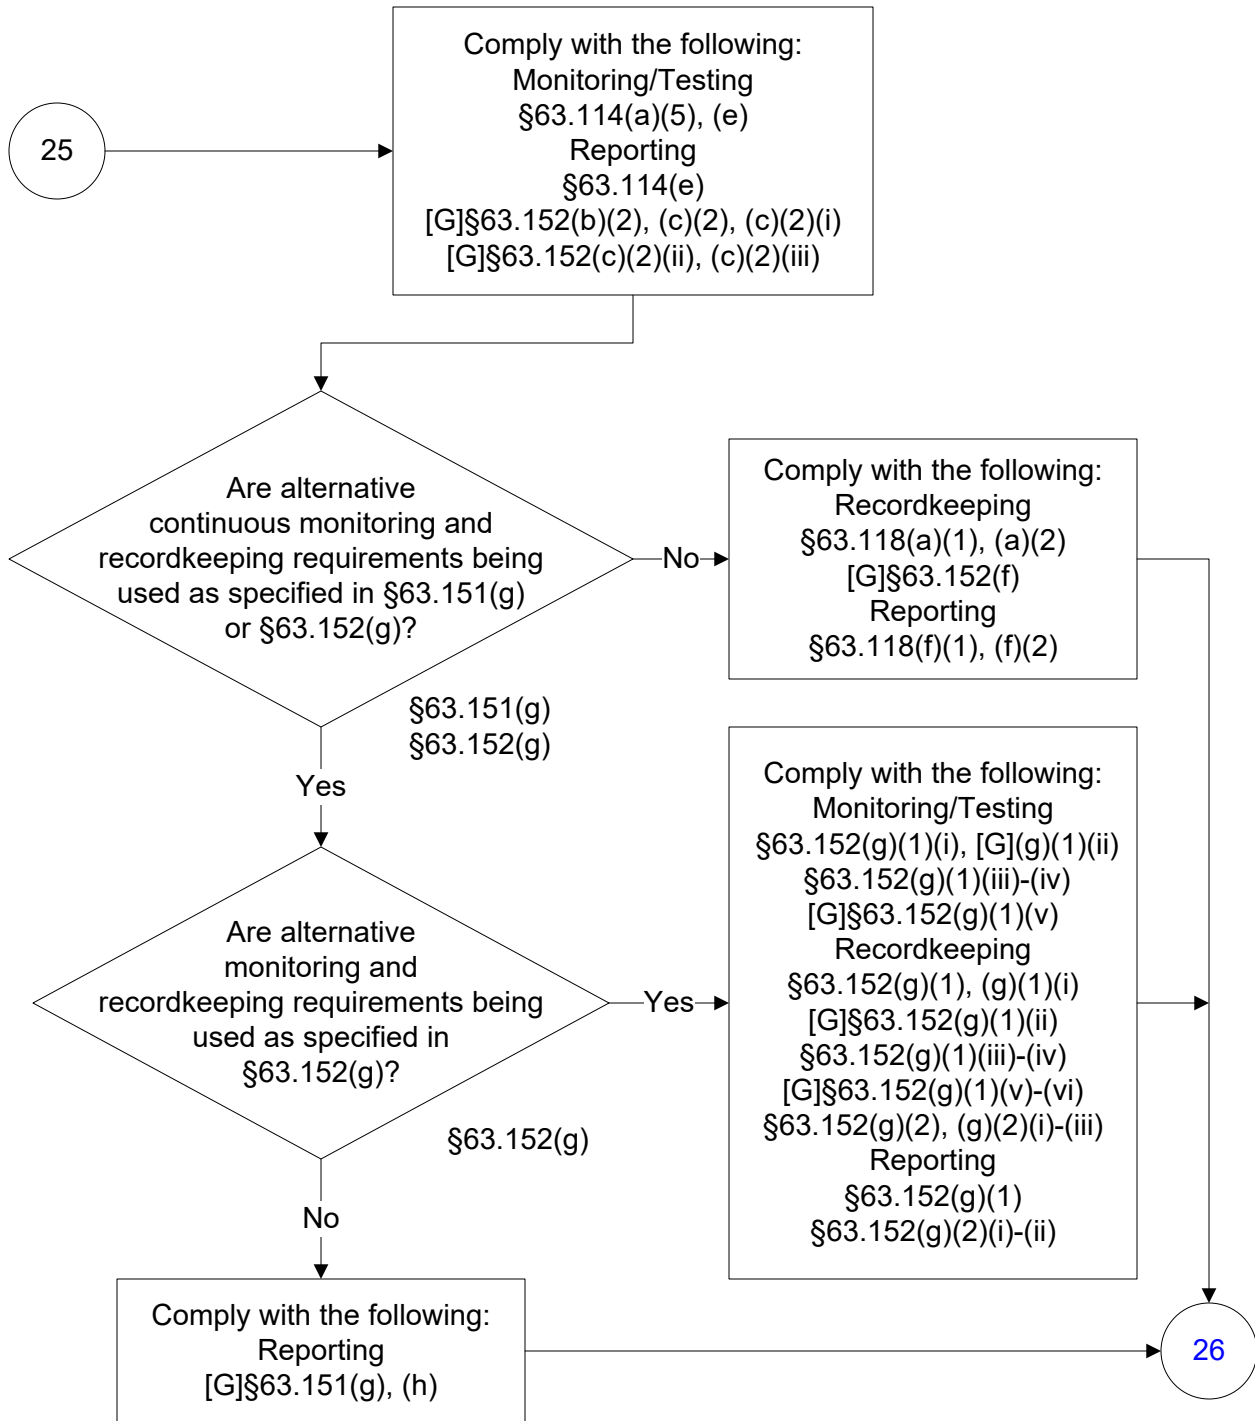 25
Comply with the following:
Monitoring/Testing
§63.114(a)(5), (e)
Reporting
§63.114(e)
[G]§63.152(b)(2), (c)(2), (c)(2)(i)
[G]§63.152(c)(2)(ii), (c)(2)(iii)
Are alternative
continuous monitoring and
recordkeeping requirements being
used as specified in §63.151(g)
or §63.152(g)?
§63.151(g)
§63.152(g)
No
Comply with the following:
Recordkeeping
§63.118(a)(1), (a)(2)
[G]§63.152(f)
Reporting
§63.118(f)(1), (f)(2)
Yes
Are alternative
monitoring and
recordkeeping requirements being
used as specified in
§63.152(g)?
§63.152(g)
Yes
Comply with the following:
Monitoring/Testing
§63.152(g)(1)(i), [G](g)(1)(ii)
§63.152(g)(1)(iii)-(iv)
[G]§63.152(g)(1)(v)
Recordkeeping
§63.152(g)(1), (g)(1)(i)
[G]§63.152(g)(1)(ii)
§63.152(g)(1)(iii)-(iv)
[G]§63.152(g)(1)(v)-(vi)
§63.152(g)(2), (g)(2)(i)-(iii)
Reporting
§63.152(g)(1)
§63.152(g)(2)(i)-(ii)
No
Comply with the following:
Reporting
[G]§63.151(g), (h)
26